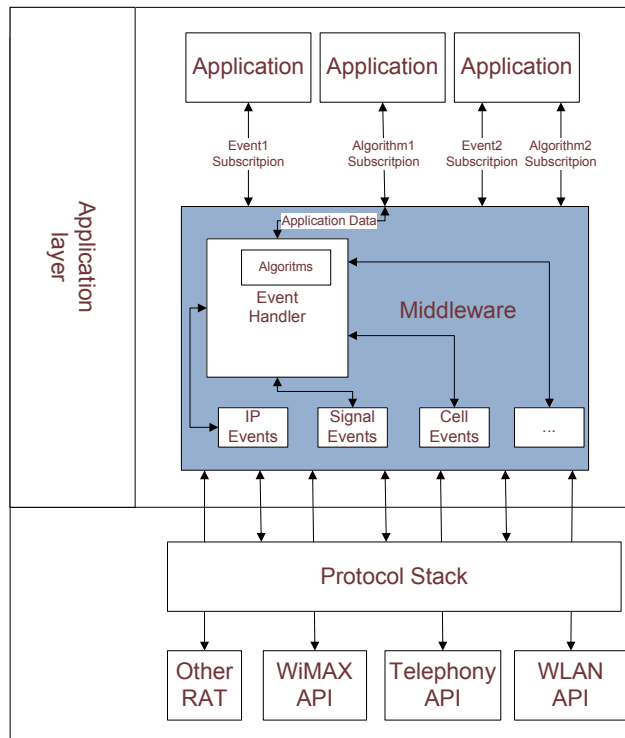 Application
Application
Application
Event1
Subscritpion
Algorithm1
Subscritpion
Event2
Subscritpion
Algorithm2
Subscritpion
Application
layer
Application Data
Algoritms
Event
Handler
Middleware
IP
Events
Signal
Events
Cell
Events
...
Protocol Stack
Other
RAT
WiMAX
API
Telephony
API
WLAN
API